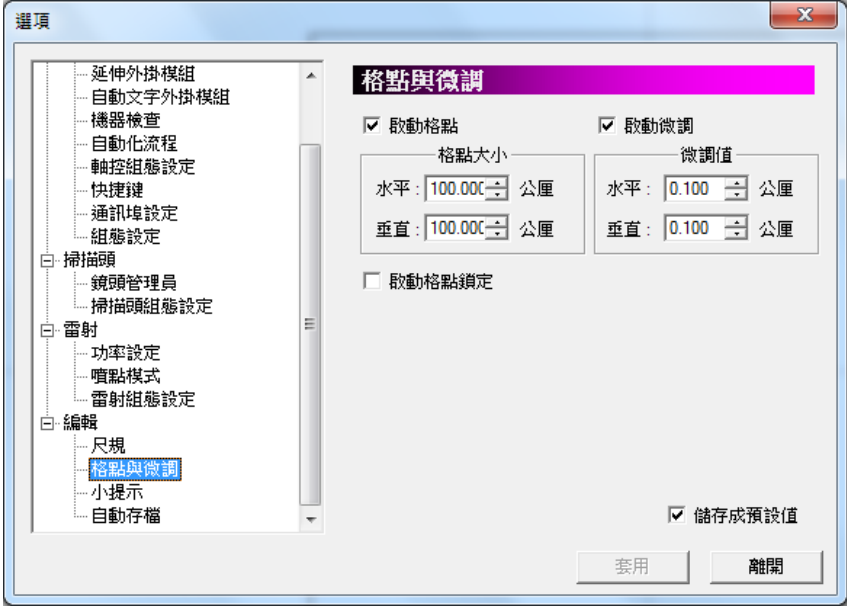 選項
延伸外掛模組
自動文字外掛模組
機器檢查
自動化流程
軸控組態設定
快捷鍵
通訊埠設定
組態設定
掃描頭
鏡頭管理員
掃描頭組態設定
雷射
功率設定
噴點模式
雷射組態設定
編輯
尺規
格點與微調
小提示
自動存檔
格點與微調
啟動格點
啟動微調
格點大小
微調值
水平 : 100.000 公厘
水平 : 0.100 公厘
垂直 : 100.000 公厘
垂直 : 0.100 公厘
啟動格點鎖定
儲存成預設值
套用
離開